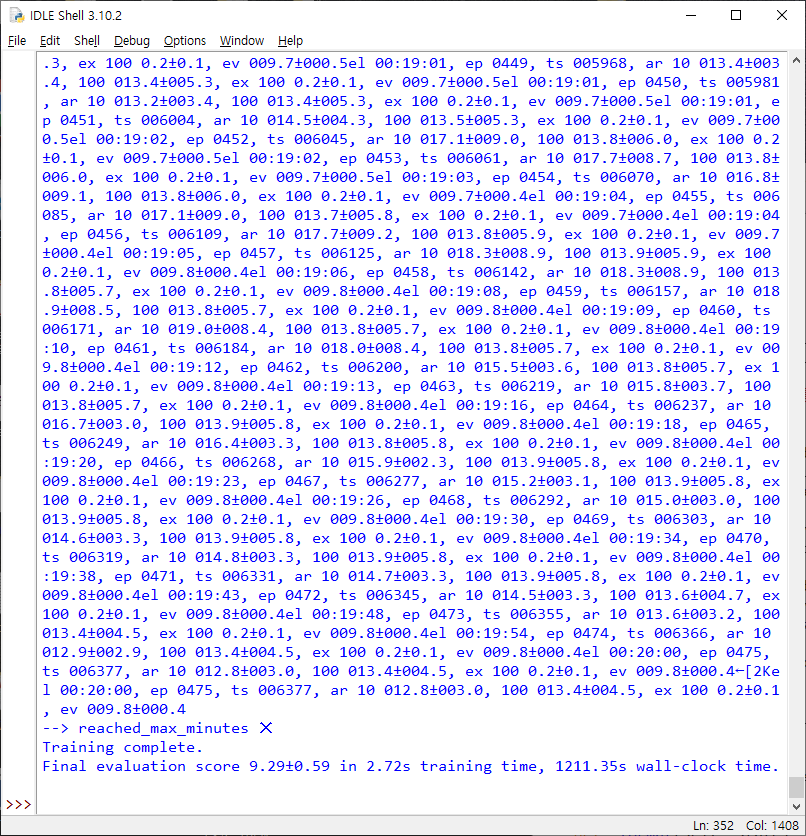 IDLE Shell 3.10.2
File Edit Shell Debug Options Window Help
.3, ex 100 0.2±0.1, ev 009.7±000.5el 00:19:01, ep 0449, ts 005968, ar 10 013.4±003
.4, 100 013.4±005.3, ex 100 0.2±0.1, ev 009.7±000.5el 00:19:01, ep 0450, ts 005981
, ar 10 013.2±003.4, 100 013.4±005.3, ex 100 0.2±0.1, ev 009.7±000.5el 00:19:01, e
p 0451, ts 006004, ar 10 014.5±004.3, 100 013.5±005.3, ex 100 0.2±0.1, ev 009.7±00
0.5el 00:19:02, ep 0452, ts 006045, ar 10 017.1±009.0, 100 013.8±006.0, ex 100 0.2
±0.1, ev 009.7±000.5el 00:19:02, ep 0453, ts 006061, ar 10 017.7±008.7, 100 013.8±
006.0, ex 100 0.2±0.1, ev 009.7±000.5el 00:19:03, ep 0454, ts 006070, ar 10 016.8±
009.1, 100 013.8±006.0, ex 100 0.2±0.1, ev 009.7±000.4el 00:19:04, ep 0455, ts 006
085, ar 10 017.1±009.0, 100 013.7±005.8, ex 100 0.2±0.1, ev 009.7±000.4el 00:19:04
, ep 0456, ts 006109, ar 10 017.7±009.2, 100 013.8±005.9, ex 100 0.2±0.1, ev 009.7
±000.4el 00:19:05, ep 0457, ts 006125, ar 10 018.3±008.9, 100 013.9±005.9, ex 100
0.2±0.1, ev 009.8±000.4el 00:19:06, ep 0458, ts 006142, ar 10 018.3±008.9, 100 013
.8±005.7, ex 100 0.2±0.1, ev 009.8±000.4el 00:19:08, ep 0459, ts 006157, ar 10 018
.9±008.5, 100 013.8±005.7, ex 100 0.2±0.1, ev 009.8±000.4el 00:19:09, ep 0460, ts
006171, ar 10 019.0±008.4, 100 013.8±005.7, ex 100 0.2±0.1, ev 009.8±000.4el 00:19
:10, ep 0461, ts 006184, ar 10 018.0±008.4, 100 013.8±005.7, ex 100 0.2±0.1, ev 00
9.8±000.4el 00:19:12, ep 0462, ts 006200, ar 10 015.5±003.6, 100 013.8±005.7, ex 1
00 0.2±0.1, ev 009.8±000.4el 00:19:13, ep 0463, ts 006219, ar 10 015.8±003.7, 100
013.8±005.7, ex 100 0.2±0.1, ev 009.8±000.4el 00:19:16, ep 0464, ts 006237, ar 10
016.7±003.0, 100 013.9±005.8, ex 100 0.2±0.1, ev 009.8±000.4el 00:19:18, ep 0465,
ts 006249, ar 10 016.4±003.3, 100 013.8±005.8, ex 100 0.2±0.1, ev 009.8±000.4el 00
:19:20, ep 0466, ts 006268, ar 10 015.9±002.3, 100 013.9±005.8, ex 100 0.2±0.1, ev
009.8±000.4el 00:19:23, ep 0467, ts 006277, ar 10 015.2±003.1, 100 013.9±005.8, ex
100 0.2±0.1, ev 009.8±000.4el 00:19:26, ep 0468, ts 006292, ar 10 015.0±003.0, 100
013.9±005.8, ex 100 0.2±0.1, ev 009.8±000.4el 00:19:30, ep 0469, ts 006303, ar 10
014.6±003.3, 100 013.9±005.8, ex 100 0.2±0.1, ev 009.8±000.4el 00:19:34, ep 0470,
ts 006319, ar 10 014.8±003.3, 100 013.9±005.8, ex 100 0.2±0.1, ev 009.8±000.4el 00
:19:38, ep 0471, ts 006331, ar 10 014.7±003.3, 100 013.9±005.8, ex 100 0.2±0.1, ev
009.8±000.4el 00:19:43, ep 0472, ts 006345, ar 10 014.5±003.3, 100 013.6±004.7, ex
100 0.2±0.1, ev 009.8±000.4el 00:19:48, ep 0473, ts 006355, ar 10 013.6±003.2, 100
013.4±004.5, ex 100 0.2±0.1, ev 009.8±000.4el 00:19:54, ep 0474, ts 006366, ar 10
012.9±002.9, 100 013.4±004.5, ex 100 0.2±0.1, ev 009.8±000.4el 00:20:00, ep 0475,
ts 006377, ar 10 012.8±003.0, 100 013.4±004.5, ex 100 0.2±0.1, ev 009.8±000.4←[2Ke
l 00:20:00, ep 0475, ts 006377, ar 10 012.8±003.0, 100 013.4±004.5, ex 100 0.2±0.1
, ev 009.8±000.4
--> reached_max_minutes ✕
Training complete.
Final evaluation score 9.29±0.59 in 2.72s training time, 1211.35s wall-clock time.
>>>
Ln: 352 Col: 1408